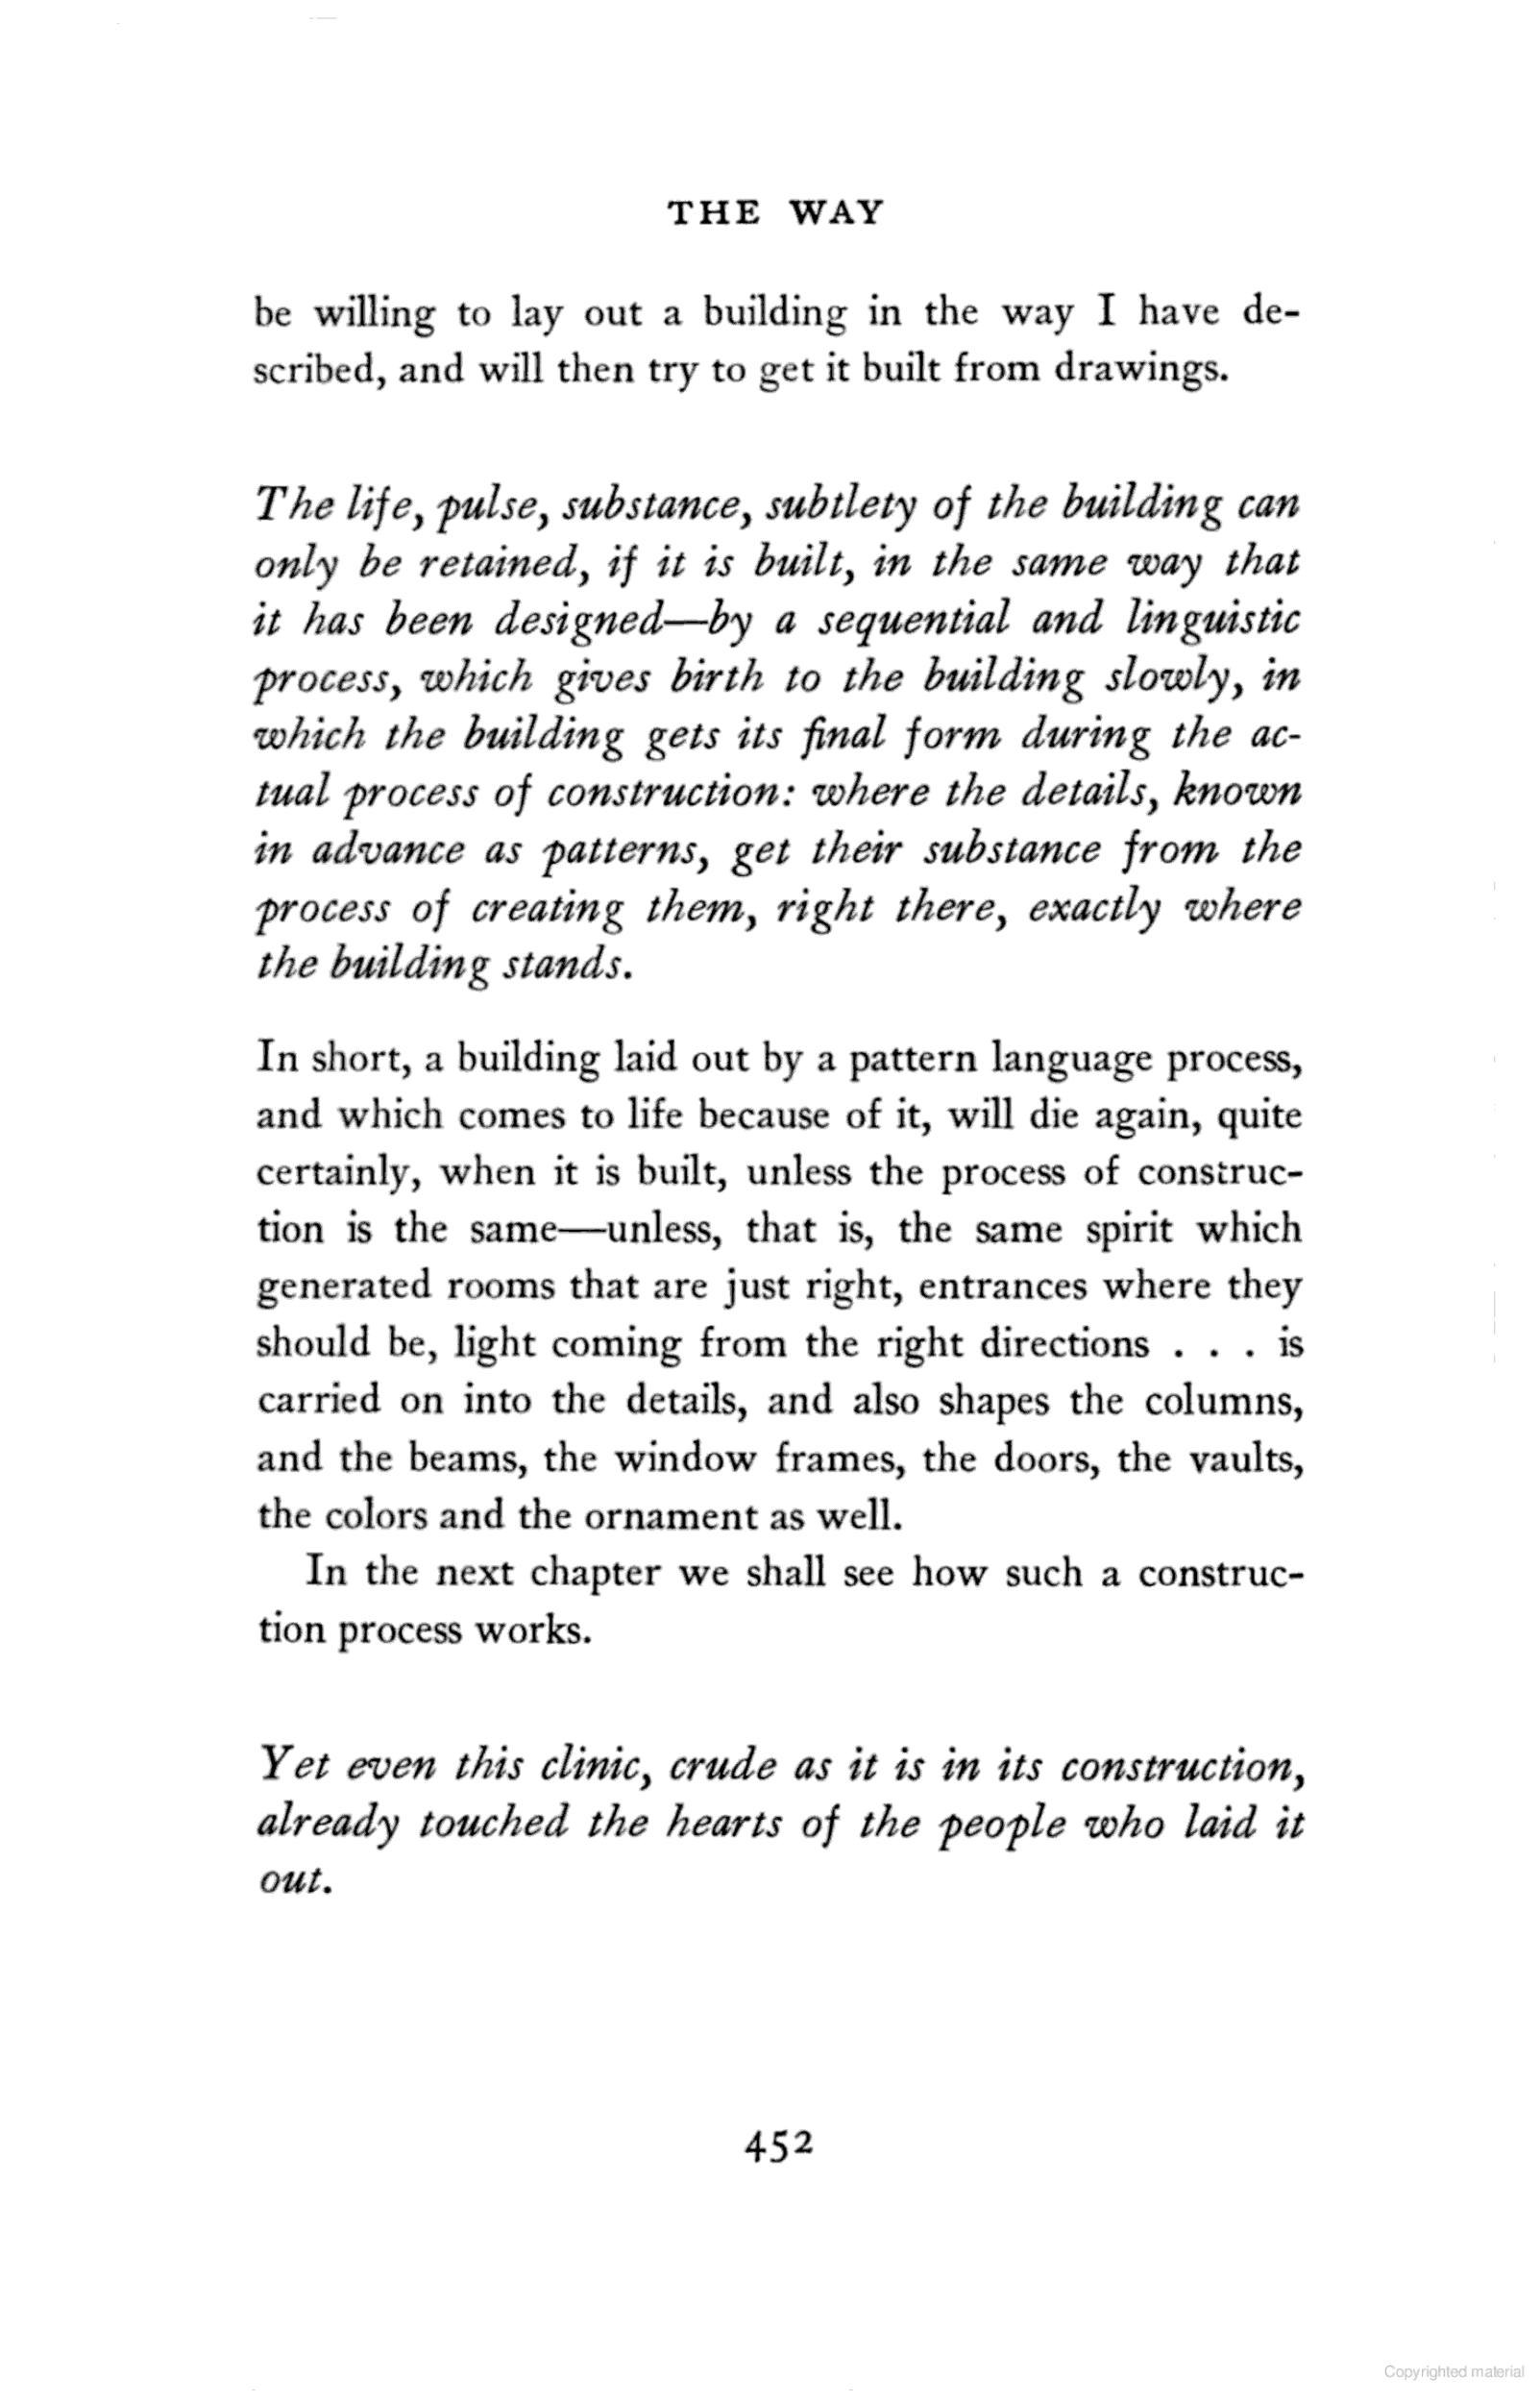 THE WAY
be willing to lay out a building in the way I have de-
scribed, and will then try to get it built from drawings.
The life, pulse, substance, subtlety of the building can
only be retained, if it is built, in the same way that
it has been designed—by a sequential and linguistic
process, which gives birth to the building slowly, in
which the building gets its final form during the ac-
tual process of construction: where the details, known
in advance as patterns, get their substance from the
process of creating them, right there, exactly where
the building stands.
In short, a building laid out by a pattern language process,
and which comes to life because of it, will die again, quite
certainly, when it is built, unless the process of construc-
tion is the same—unless, that is, the same spirit which
generated rooms that are just right, entrances where they
should be, light coming from the right directions . . . is
carried on into the details, and also shapes the columns,
and the beams, the window frames, the doors, the vaults,
the colors and the ornament as well.
In the next chapter we shall see how such a construc-
tion process works.
Yet even this clinic, crude as it is in its construction,
already touched the hearts of the people who laid it
out.
452
Copyrighted material